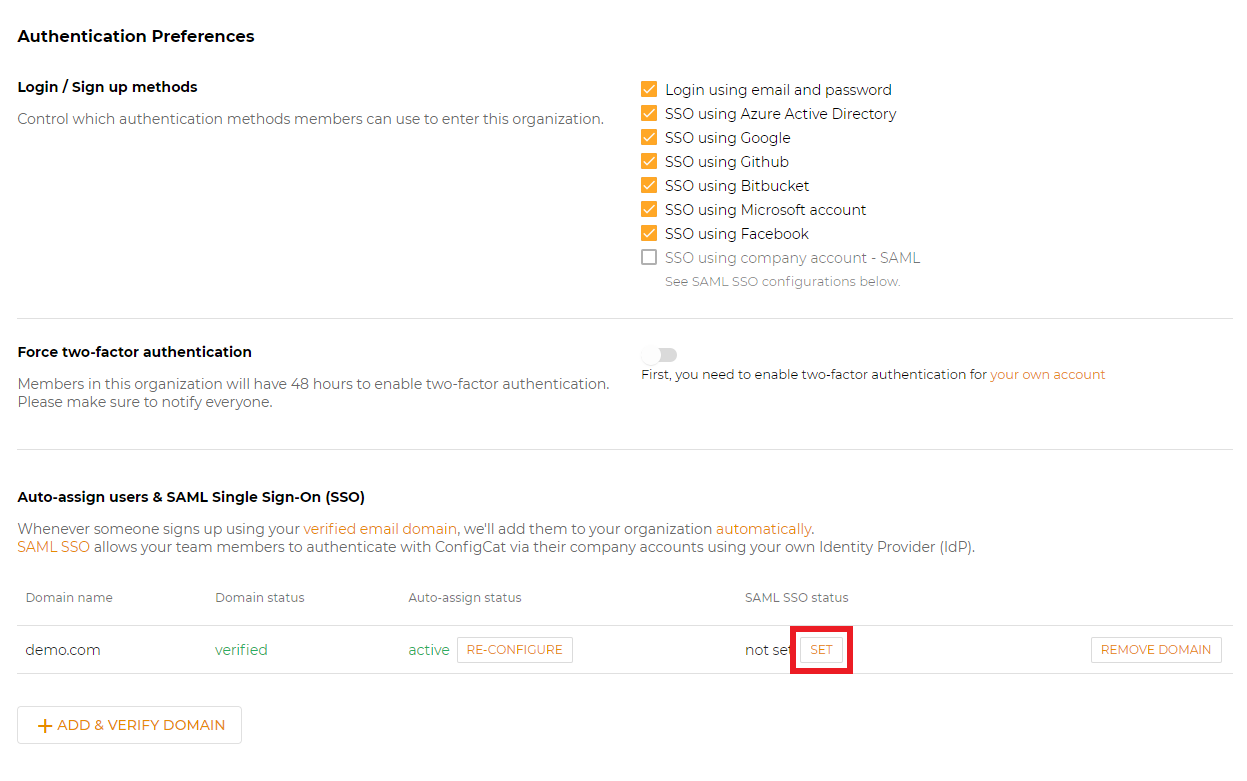 Authentication Preferences
Login / Sign up methods
Control which authentication methods members can use to enter this organization.
Login using email and password
SSO using Azure Active Directory
SSO using Google
SSO using Github
SSO using Bitbucket
SSO using Microsoft account
SSO using Facebook
SSO using company account - SAML
See SAML SSO configurations below.
Force two-factor authentication
Members in this organization will have 48 hours to enable two-factor authentication.
Please make sure to notify everyone.
First, you need to enable two-factor authentication for your own account
Auto-assign users & SAML Single Sign-On (SSO)
Whenever someone signs up using your verified email domain, we'll add them to your organization automatically.
SAML SSO allows your team members to authenticate with ConfigCat via their company accounts using your own Identity Provider (IdP).
Domain name Domain status Auto-assign status SAML SSO status
demo.com verified active RE-CONFIGURE not set SET REMOVE DOMAIN
+ ADD & VERIFY DOMAIN